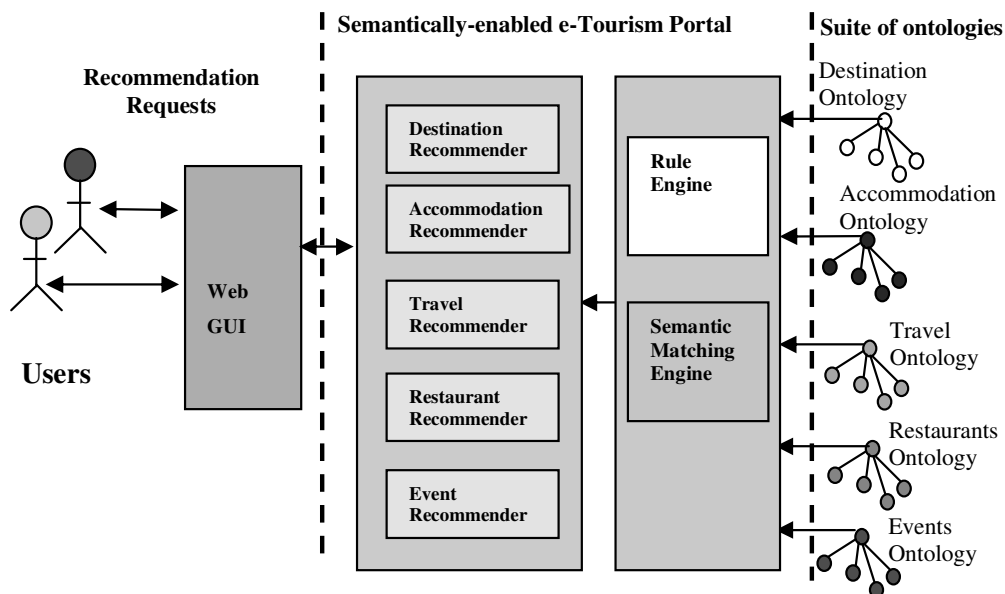 Semantically-enabled e-Tourism Portal
Suite of ontologies
Recommendation
Requests
Users
Web
GUI
Destination
Recommender
Accommodation
Recommender
Travel
Recommender
Restaurant
Recommender
Event
Recommender
Rule
Engine
Semantic
Matching
Engine
Destination
Ontology
Accommodation
Ontology
Travel
Ontology
Restaurants
Ontology
Events
Ontology